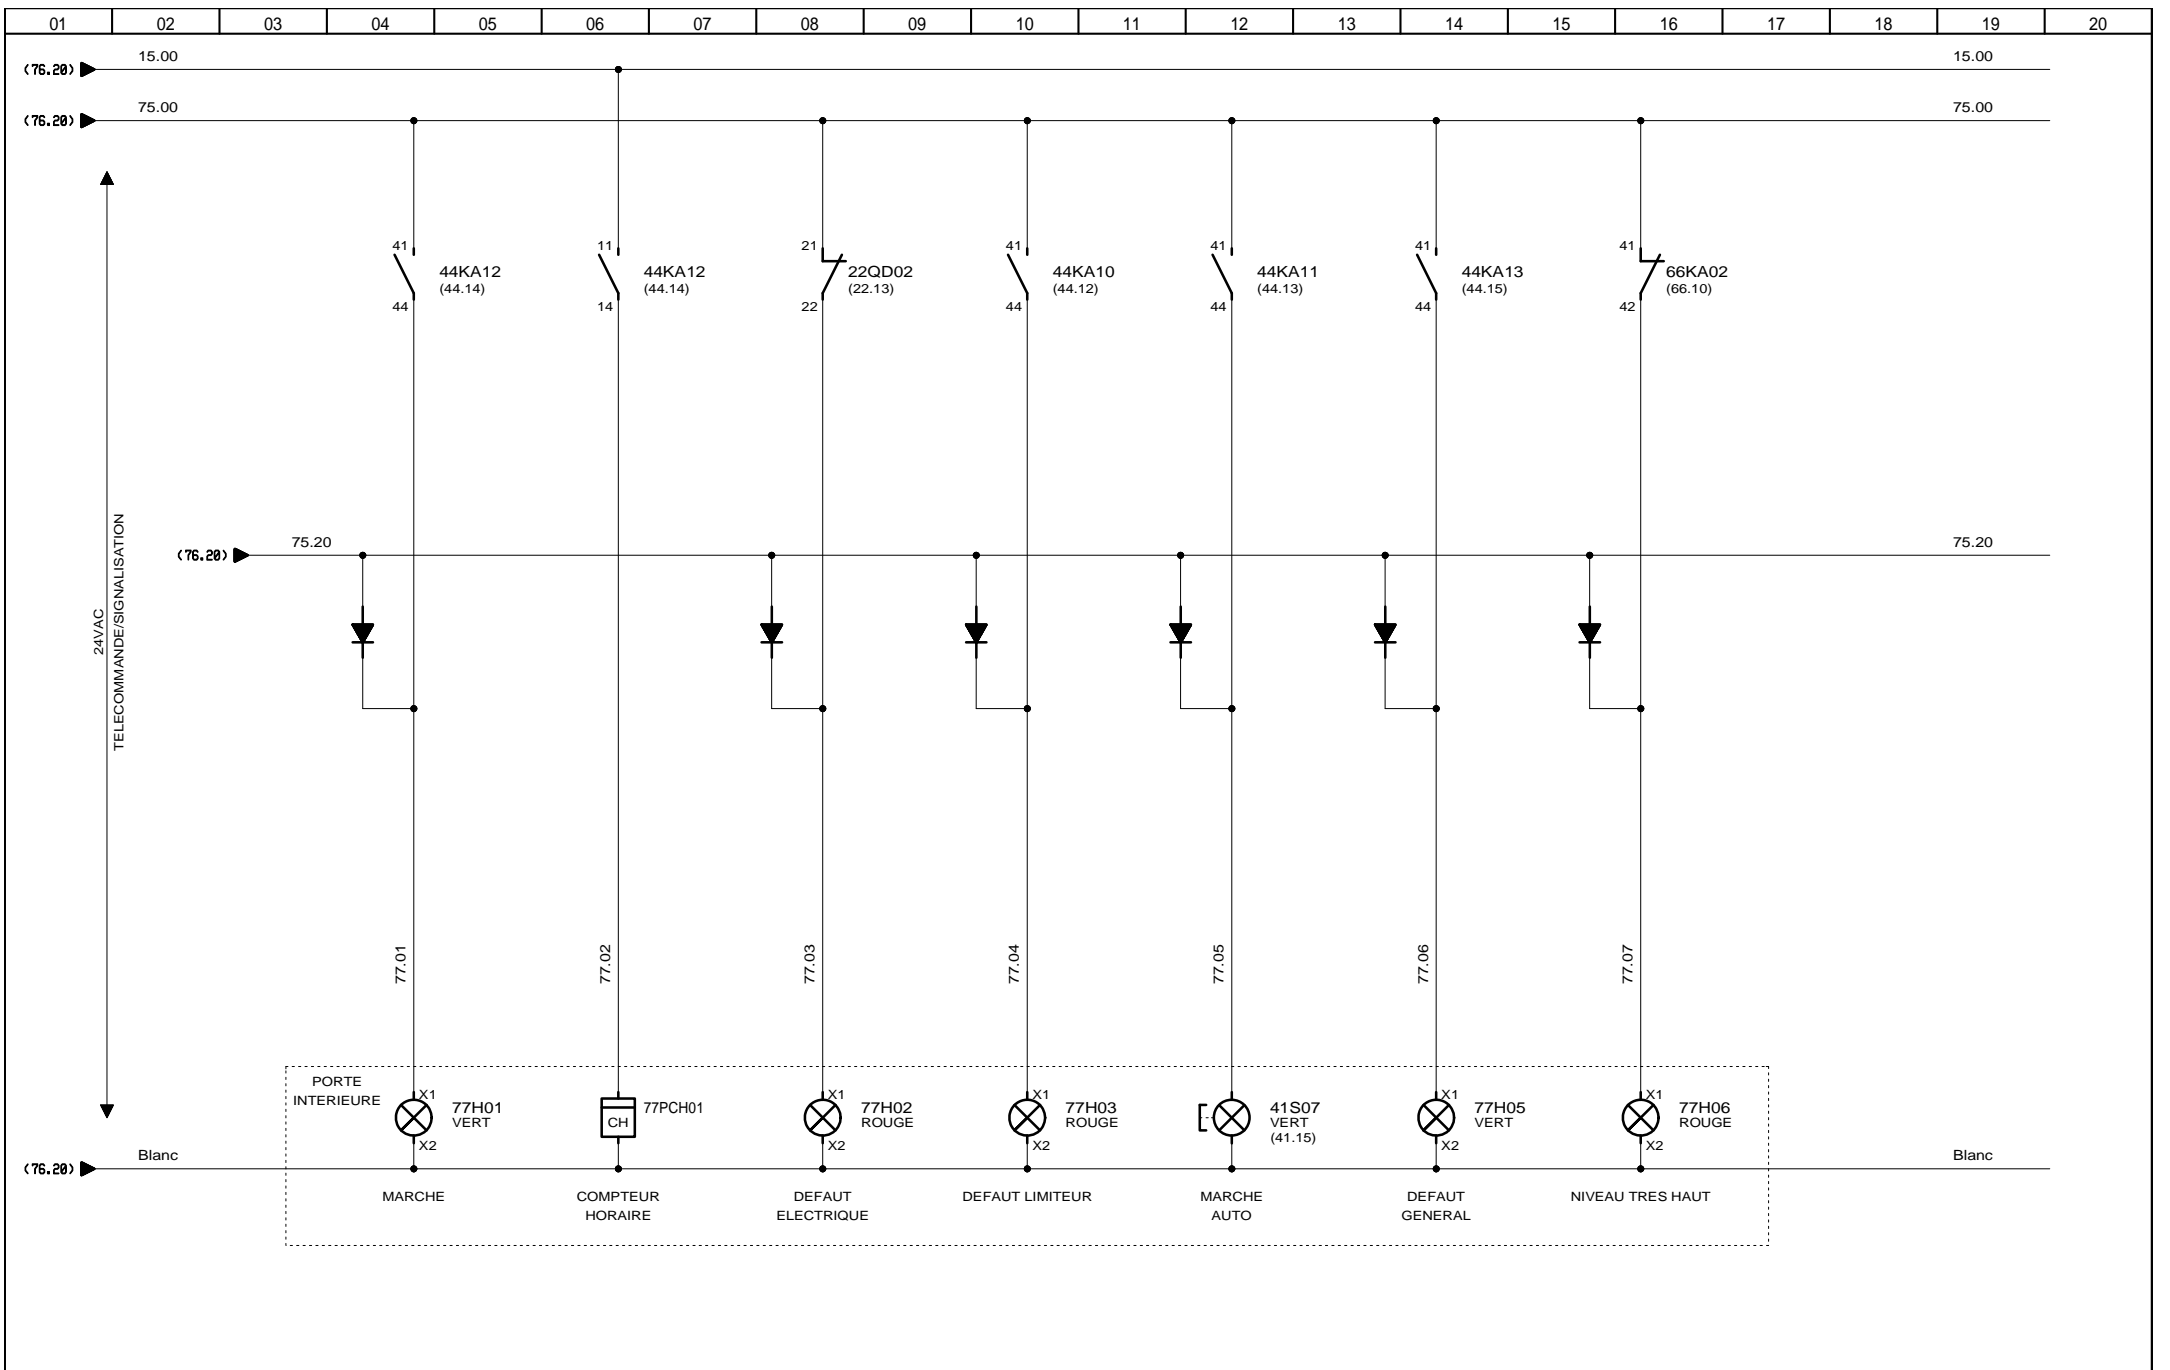 01 02 03 04 05 06 07 08 09 10 11 12 13 14 15 16 17 18 19 20
15.00 15.00
(76.20)
75.00 75.00
(76.20)
41 11 21 41 41 41 41
44KA12 44KA12 22QD02 44KA10 44KA11 44KA13 66KA02
(44.14) (44.14) (22.13) (44.12) (44.13) (44.15) (66.10)
44 14 22 44 44 44 42
24VAC
TELECOMMANDE/SIGNALISATION
75.20 75.20
(76.20)
77.01 77.02 77.03 77.04 77.05 77.06 77.07
PORTE
INTERIEURE
X1 X1 X1 X1 X1
77H01 77PCH01 77H02 77H03 41S07 77H05 77H06
VERT CH ROUGE ROUGE VERT VERT ROUGE
(41.15)
X2 X2 X2 X2 X2
Blanc Blanc
(76.20)
MARCHE COMPTEUR DEFAUT DEFAUT LIMITEUR MARCHE DEFAUT NIVEAU TRES HAUT
HORAIRE ELECTRIQUE AUTO GENERAL